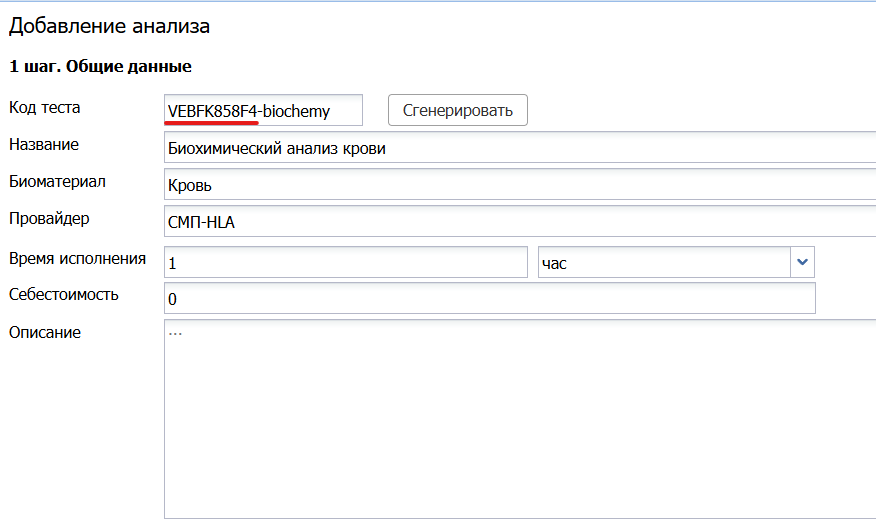 Добавление анализа
1 шаг. Общие данные
Код теста VEBFK858F4-biochemy Сгенерировать
Название Биохимический анализ крови
Биоматериал Кровь
Провайдер СМП-HLA
Время исполнения 1 час
Себестоимость 0
Описание ...